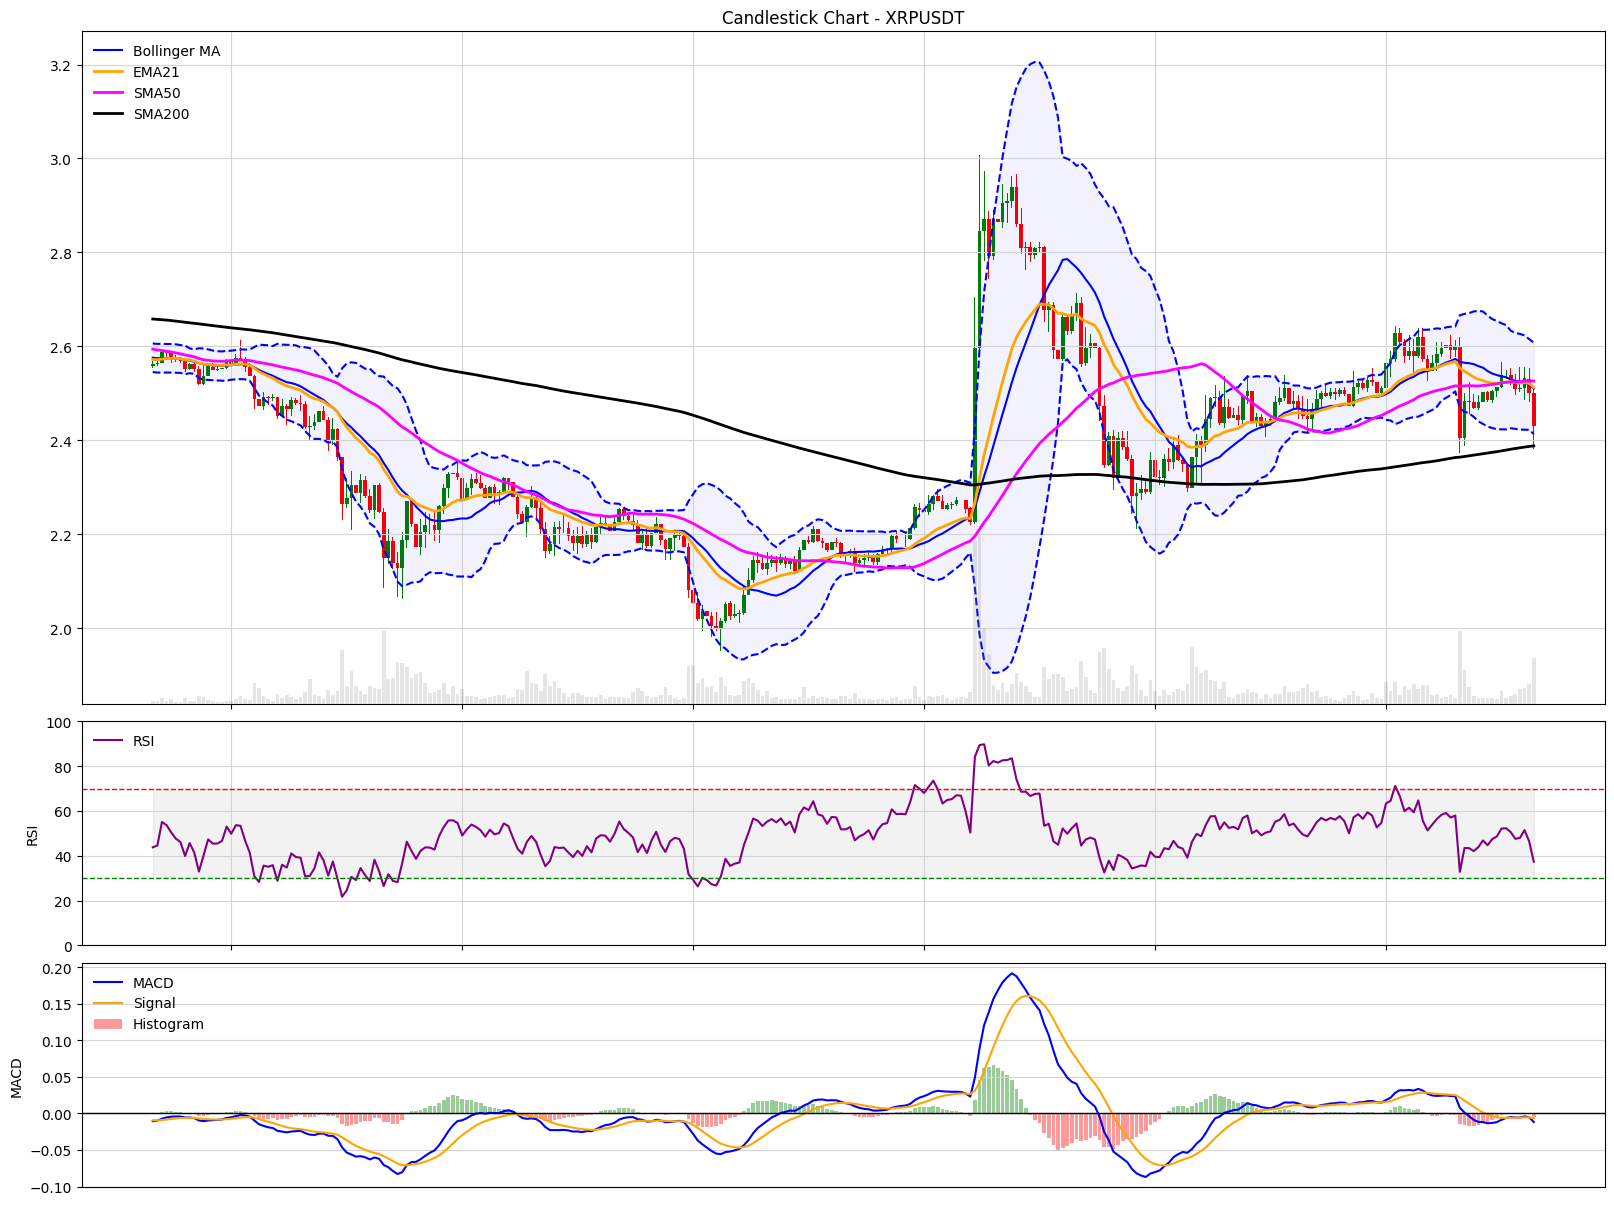 Candlestick Chart - XRPUSDT
Bollinger MA
EMA21
SMA50
SMA200
3.2
3.0
2.8
2.6
2.4
2.2
2.0
RSI
100
80
60
40
20
0
RSI
MACD
Signal
Histogram
0.20
0.15
0.10
0.05
0.00
−0.05
−0.10
MACD